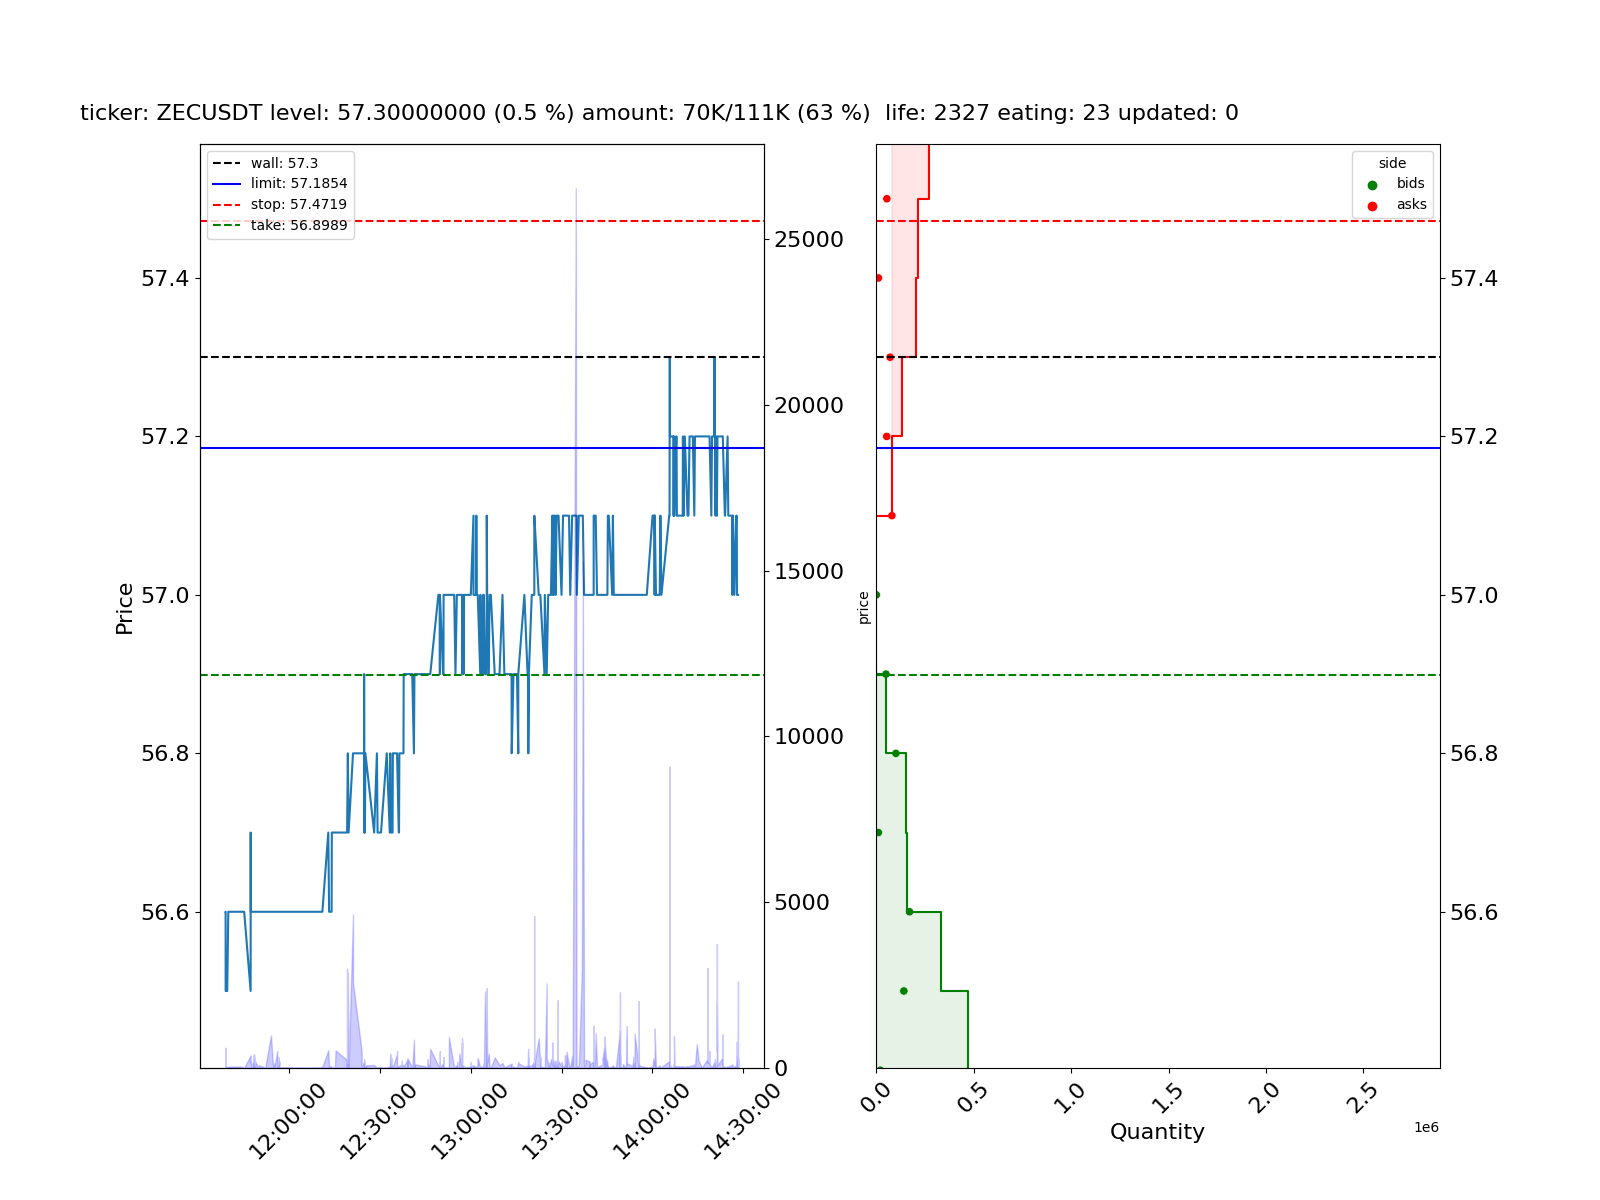 ticker: ZECUSDT level: 57.30000000 (0.5 %) amount: 70K/111K (63 %)  life: 2327 eating: 23 updated: 0
wall: 57.3
limit: 57.1854
stop: 57.4719
take: 56.8989
Price
57.4
57.2
57.0
56.8
56.6
25000
20000
15000
10000
5000
0
12:00:00
12:30:00
13:00:00
13:30:00
14:00:00
14:30:00
side
bids
asks
price
57.4
57.2
57.0
56.8
56.6
0.0
0.5
1.0
1.5
2.0
2.5
Quantity
1e6